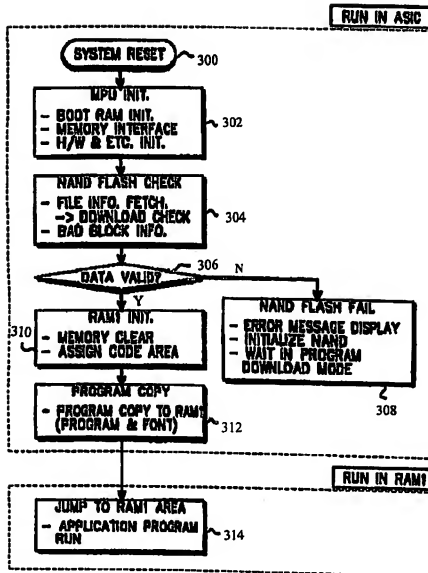 RUN IN ASIC
SYSTEM RESET
300
MPU INIT.
- BOOT RAM INIT.
- MEMORY INTERFACE
- H/W & ETC. INIT.
302
NAND FLASH CHECK
- FILE INFO. FETCH.
-> DOWNLOAD CHECK
- BAD BLOCK INFO.
304
DATA VALID?
306
N
Y
RAM1 INIT.
- MEMORY CLEAR
- ASSIGN CODE AREA
310
NAND FLASH FAIL
- ERROR MESSAGE DISPLAY
- INITIALIZE NAND
- WAIT IN PROGRAM
DOWNLOAD MODE
308
PROGRAM COPY
- PROGRAM COPY TO RAM1
(PROGRAM & FONT)
312
RUN IN RAM1
JUMP TO RAM1 AREA
- APPLICATION PROGRAM
RUN
314